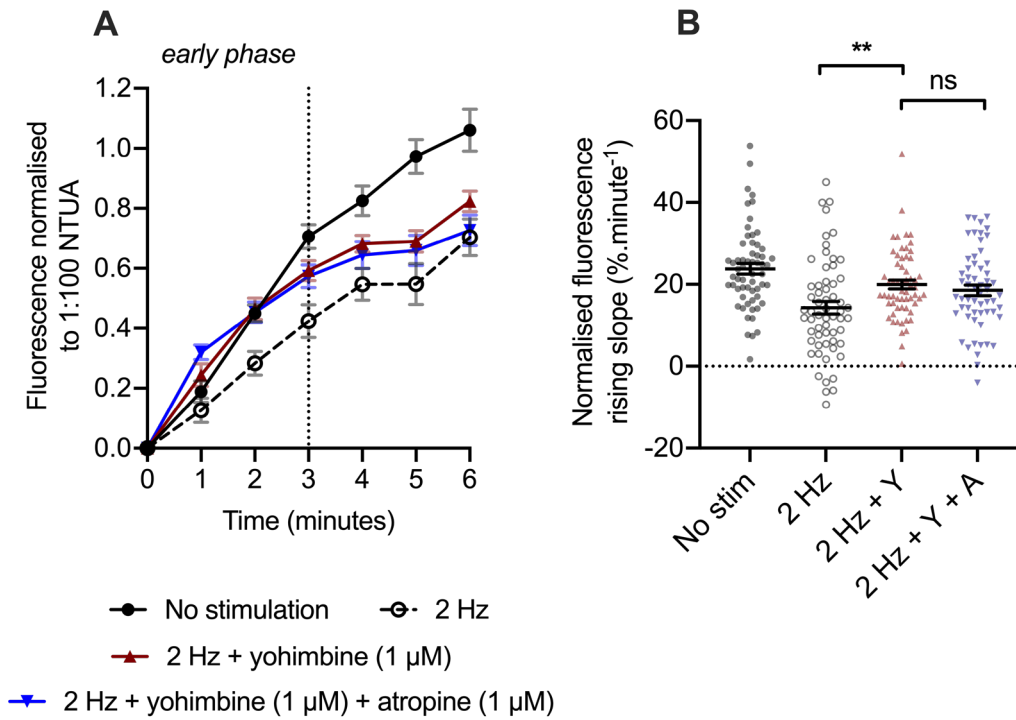 A
early phase
Fluorescence normalised
to 1:100 NTUA
1.2
1.0
0.8
0.6
0.4
0.2
0.0
0 1 2 3 4 5 6
Time (minutes)
B
**
ns
Normalised fluorescence
rising slope (%.minute⁻¹)
60
40
20
0
-20
No stim
2 Hz
2 Hz + Y
2 Hz + Y + A
No stimulation
2 Hz
2 Hz + yohimbine (1 µM)
2 Hz + yohimbine (1 µM) + atropine (1 µM)